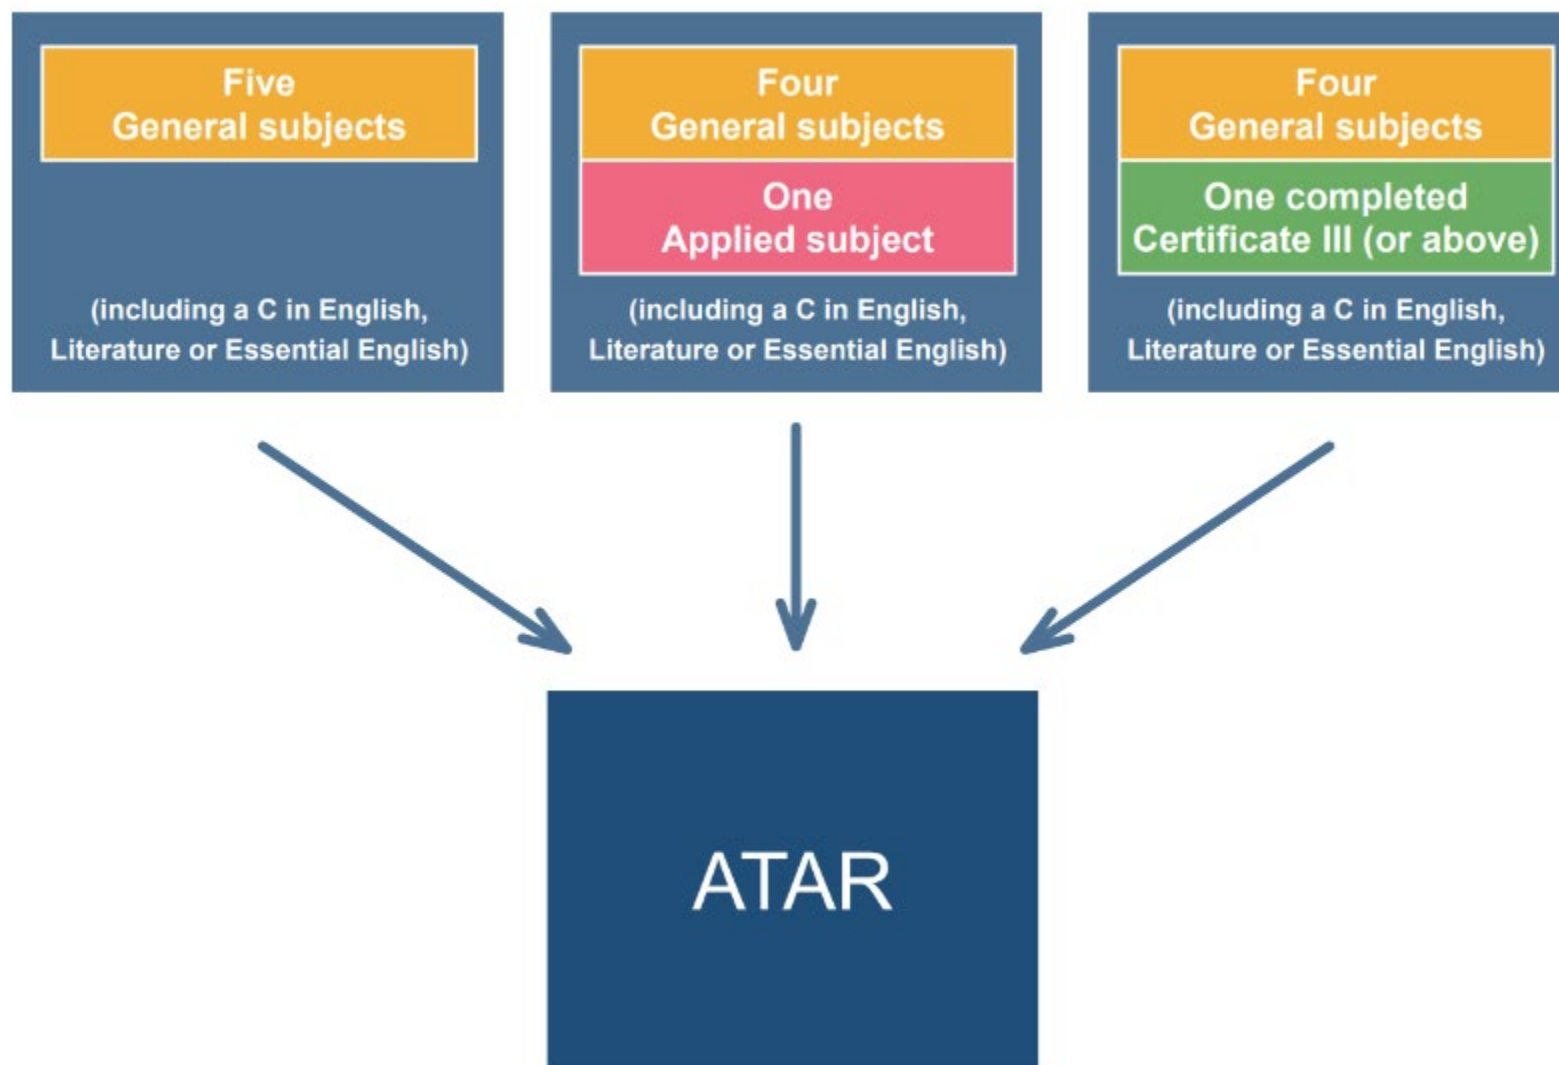 Five
General subjects
(including a C in English,
Literature or Essential English)
Four
General subjects
One
Applied subject
(including a C in English,
Literature or Essential English)
Four
General subjects
One completed
Certificate III (or above)
(including a C in English,
Literature or Essential English)
ATAR